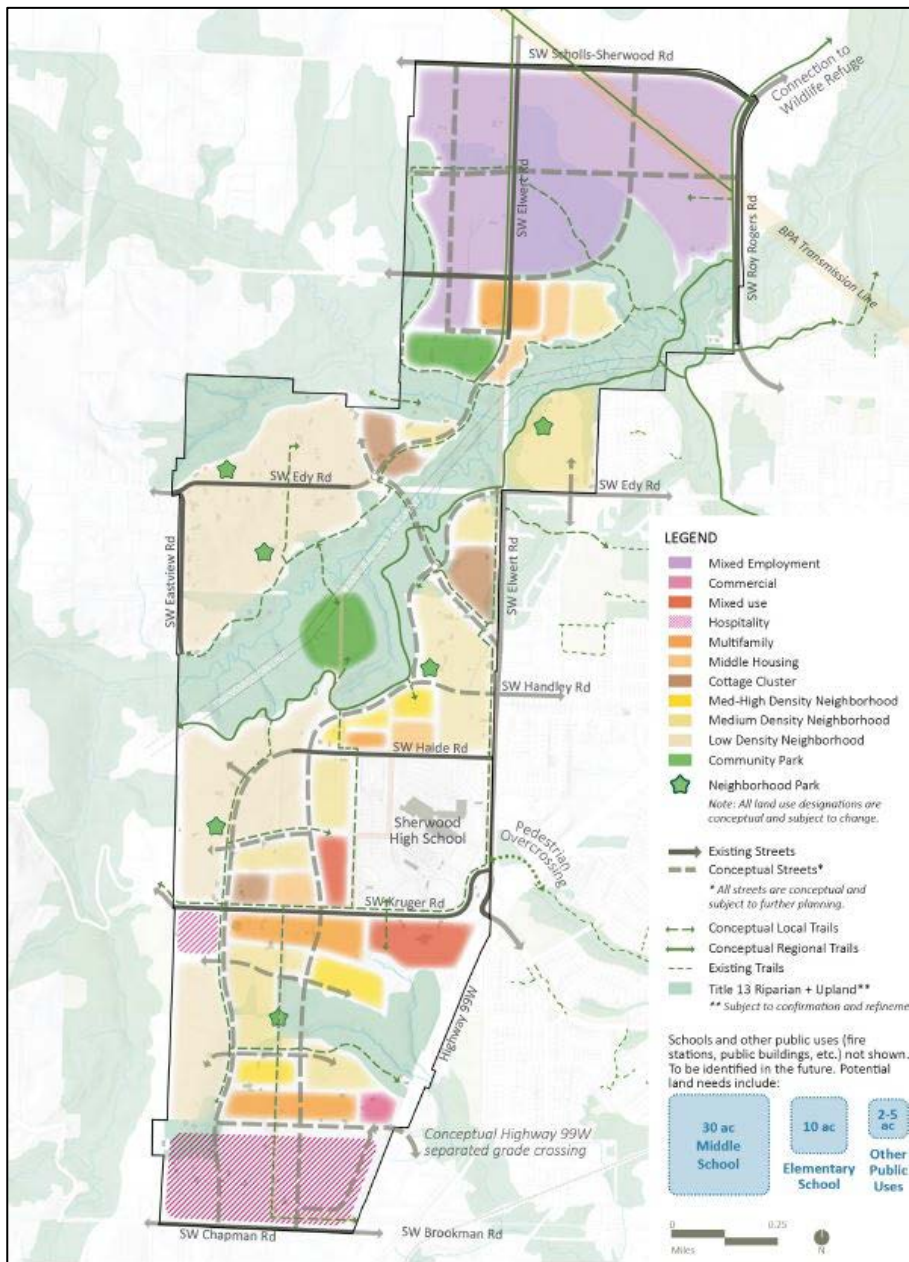 SW Scholls-Sherwood Rd
Connection to
Wildlife Refuge
SW Elwert Rd
SW Roy Rogers Rd
BPA Transmission Line
SW Edy Rd
SW Edy Rd
SW Eastview Rd
SW Elwert Rd
SW Handley Rd
SW Haide Rd
Sherwood
High School
Pedestrian
Overcrossing
SW Kruger Rd
Highway 99W
Conceptual Highway 99W
separated grade crossing
SW Chapman Rd
SW Brookman Rd
LEGEND
Mixed Employment
Commercial
Mixed use
Hospitality
Multifamily
Middle Housing
Cottage Cluster
Med-High Density Neighborhood
Medium Density Neighborhood
Low Density Neighborhood
Community Park
Neighborhood Park
Note: All land use designations are
conceptual and subject to change.
Existing Streets
Conceptual Streets*
* All streets are conceptual and
subject to further planning.
Conceptual Local Trails
Conceptual Regional Trails
Existing Trails
Title 13 Riparian + Upland**
** Subject to confirmation and refineme
Schools and other public uses (fire
stations, public buildings, etc.) not shown.
To be identified in the future. Potential
land needs include:
30 ac
Middle
School
10 ac
Elementary
School
2-5
ac
Other
Public
Uses
0
0.25
Miles
N